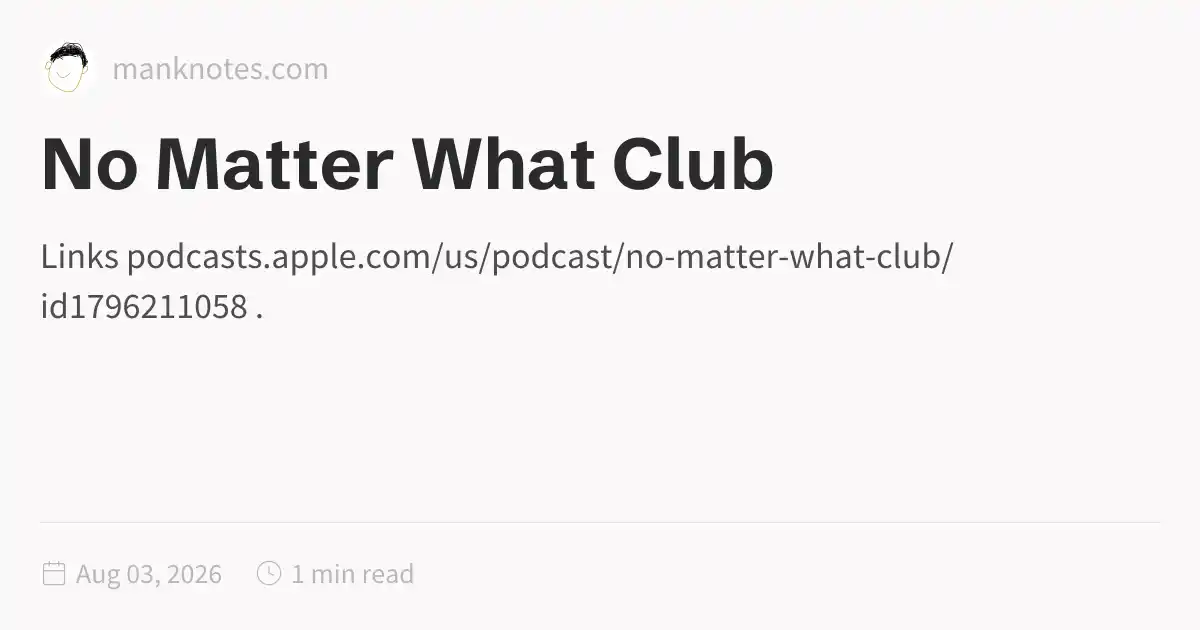 manknotes.com
No Matter What Club
Links podcasts.apple.com/us/podcast/no-matter-what-club/
id1796211058 .
Aug 03, 2026 1 min read